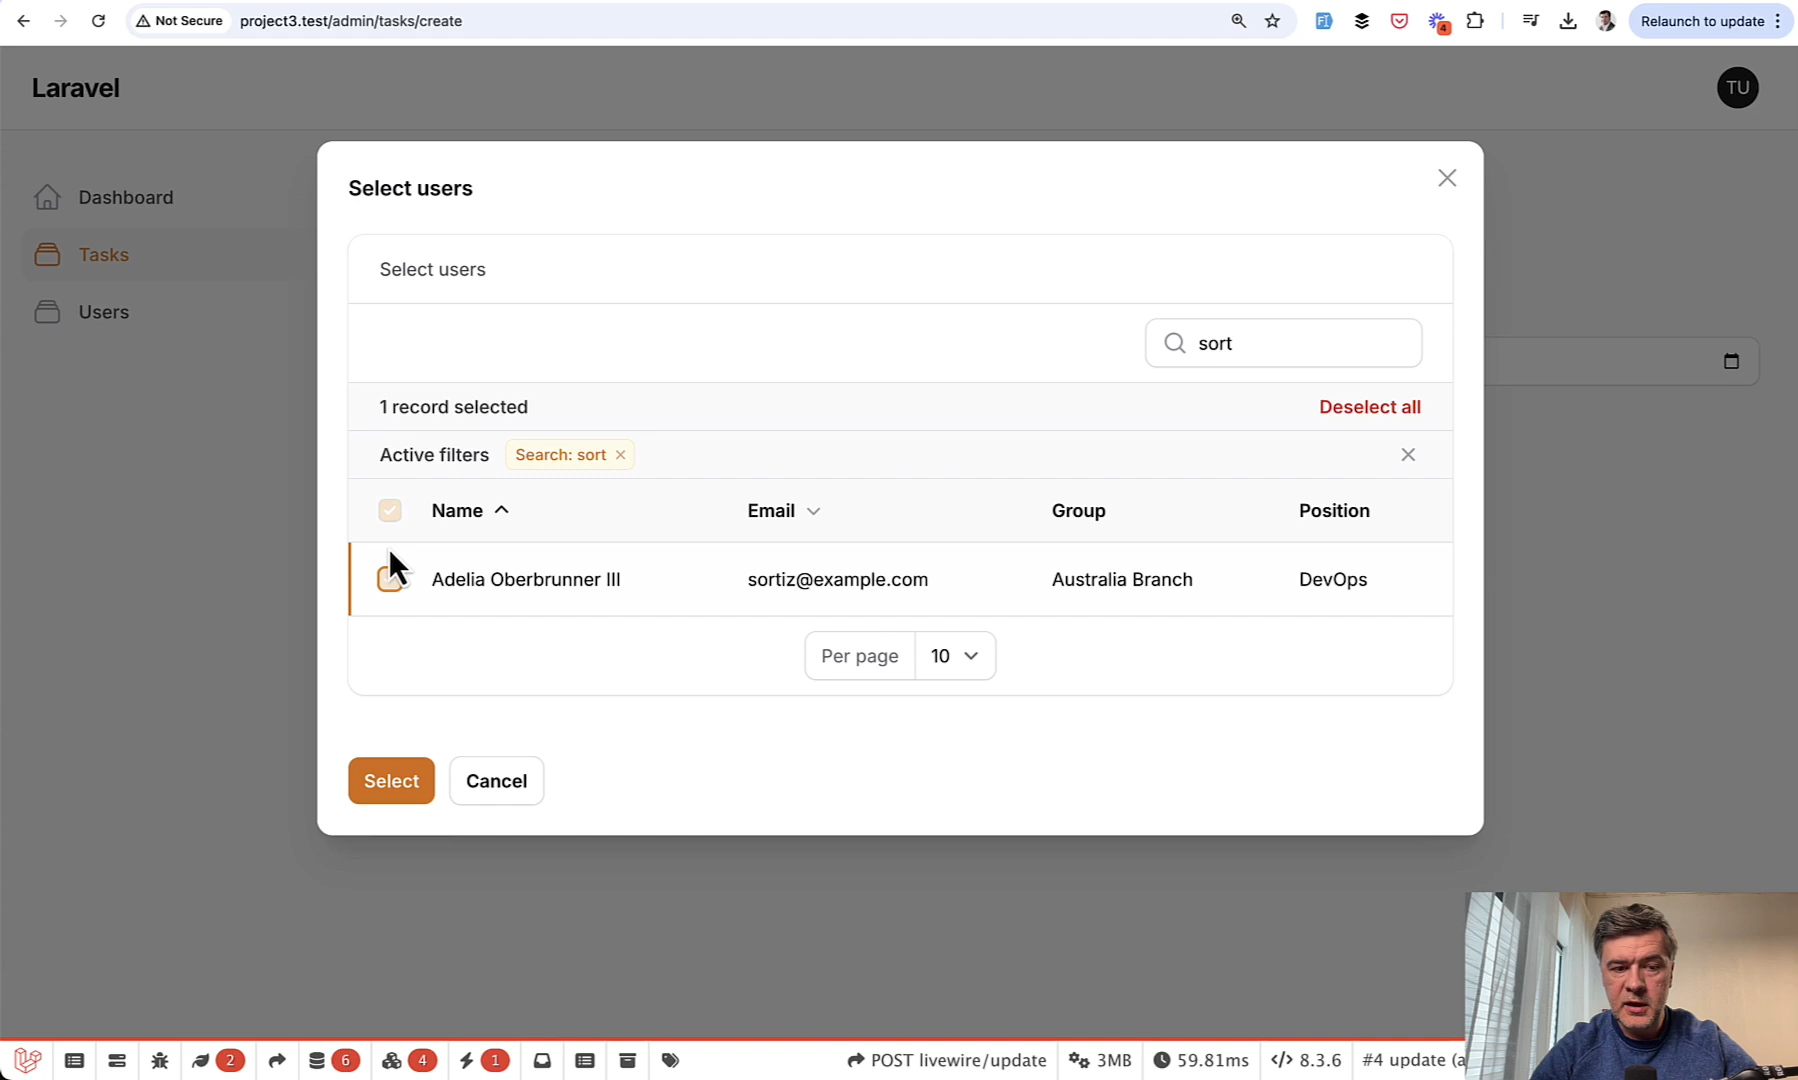 Not Secure
project3.test/admin/tasks/create
4
Relaunch to update
Laravel
TU
Dashboard
Tasks
Users
Select users
Select users
sort
1 record selected
Deselect all
Active filters
Search: sort
Name
Email
Group
Position
Adelia Oberbrunner III
sortiz@example.com
Australia Branch
DevOps
Per page
10
Select
Cancel
2
6
4
1
POST livewire/update
3MB
59.81ms
8.3.6
#4 update (a